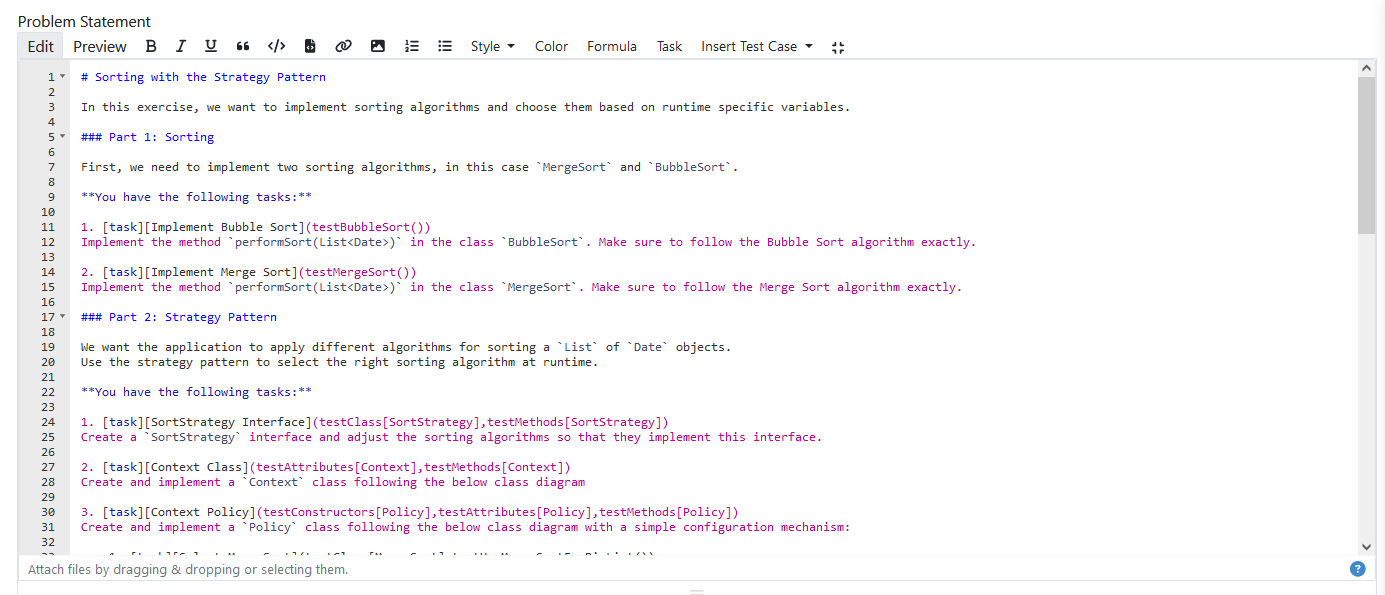 Problem Statement
Edit Preview B I U Style Color Formula Task Insert Test Case
1 # Sorting with the Strategy Pattern
2
3 In this exercise, we want to implement sorting algorithms and choose them based on runtime specific variables.
4
5 ### Part 1: Sorting
6
7 First, we need to implement two sorting algorithms, in this case `MergeSort` and `BubbleSort`.
8
9 **You have the following tasks:**
10
11 1. [task][Implement Bubble Sort](testBubbleSort())
12 Implement the method `performSort(List<Date>)` in the class `BubbleSort`. Make sure to follow the Bubble Sort algorithm exactly.
13
14 2. [task][Implement Merge Sort](testMergeSort())
15 Implement the method `performSort(List<Date>)` in the class `MergeSort`. Make sure to follow the Merge Sort algorithm exactly.
16
17 ### Part 2: Strategy Pattern
18
19 We want the application to apply different algorithms for sorting a `List` of `Date` objects.
20 Use the strategy pattern to select the right sorting algorithm at runtime.
21
22 **You have the following tasks:**
23
24 1. [task][SortStrategy Interface](testClass[SortStrategy],testMethods[SortStrategy])
25 Create a `SortStrategy` interface and adjust the sorting algorithms so that they implement this interface.
26
27 2. [task][Context Class](testAttributes[Context],testMethods[Context])
28 Create and implement a `Context` class following the below class diagram
29
30 3. [task][Context Policy](testConstructors[Policy],testAttributes[Policy],testMethods[Policy])
31 Create and implement a `Policy` class following the below class diagram with a simple configuration mechanism:
32
Attach files by dragging & dropping or selecting them.